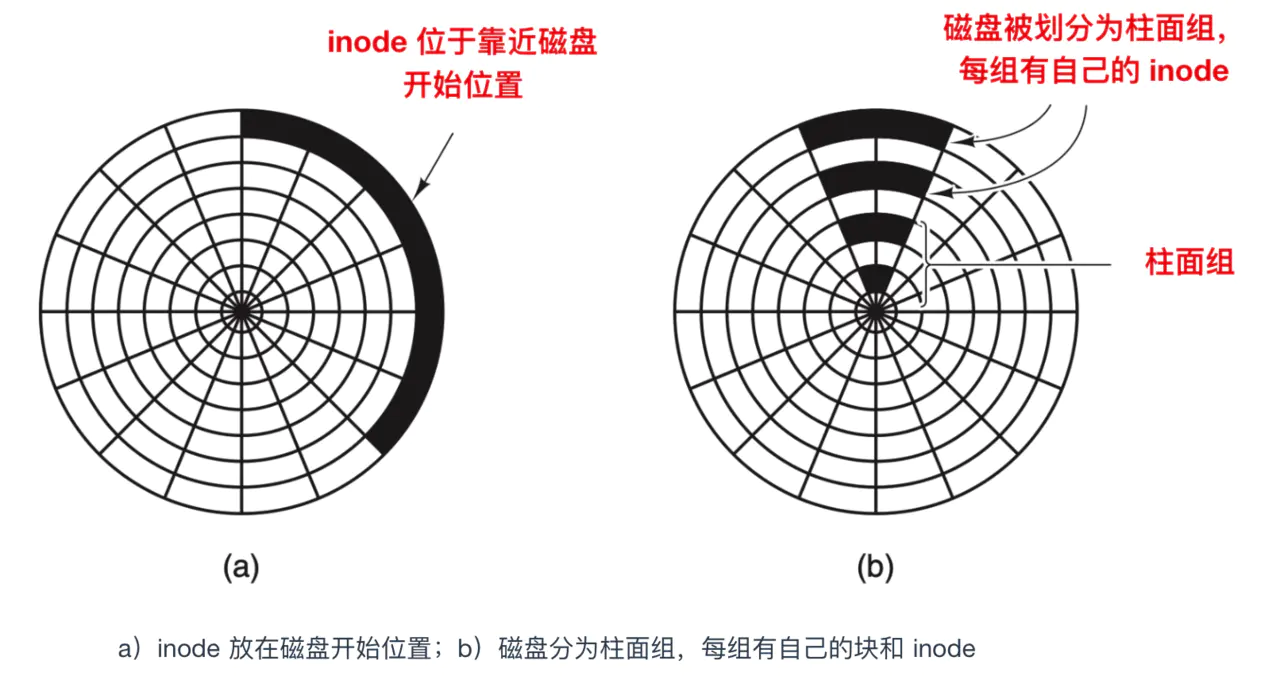 inode 位于靠近磁盘
开始位置
磁盘被划分为柱面组，
每组有自己的 inode
柱面组
(a)
(b)
a）inode 放在磁盘开始位置；b）磁盘分为柱面组，每组有自己的块和 inode